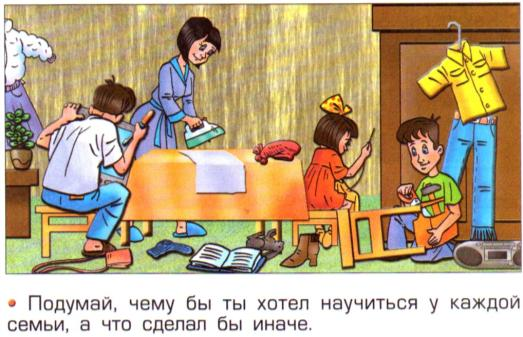 • Подумай, чему бы ты хотел научиться у каждой
семьи, а что сделал бы иначе.